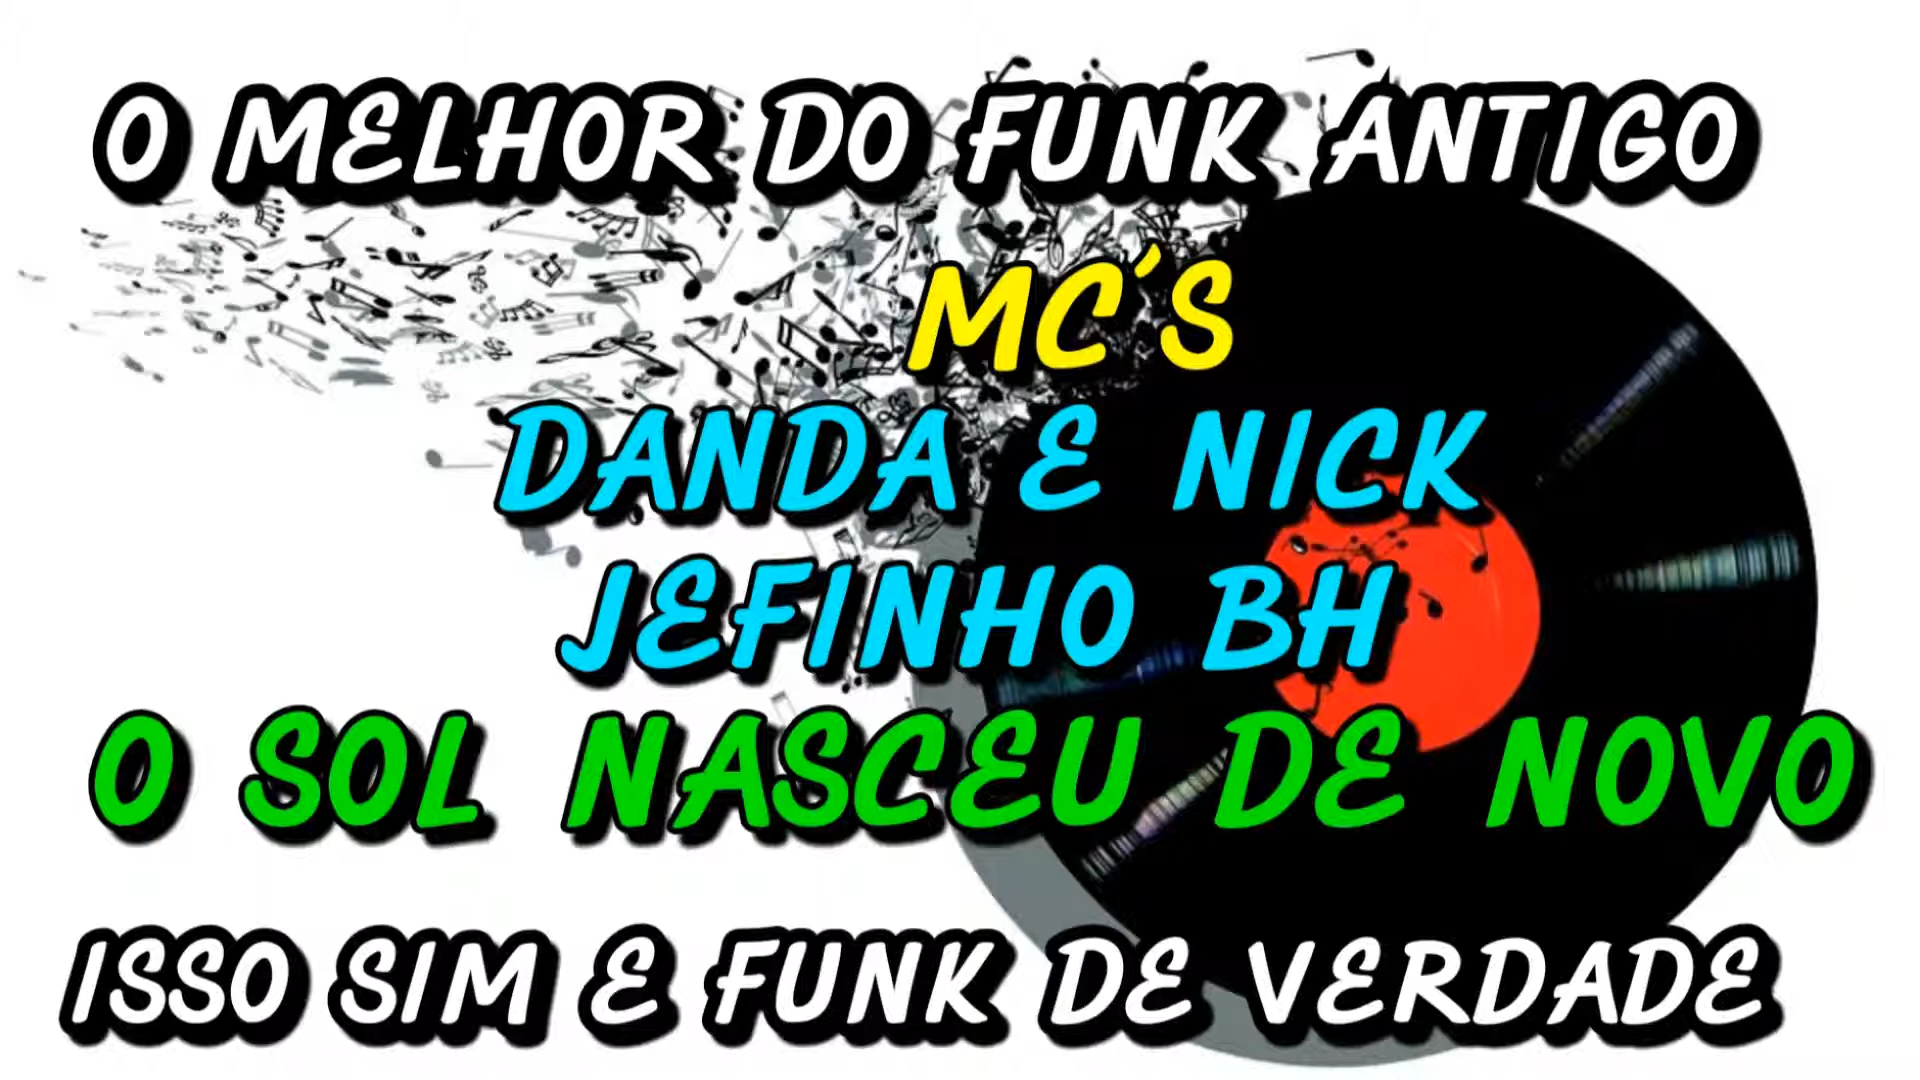 O MELHOR DO FUNK ANTIGO
MC'S
DANDA E NICK
JEFINHO BH
O SOL NASCEU DE NOVO
ISSO SIM E FUNK DE VERDADE